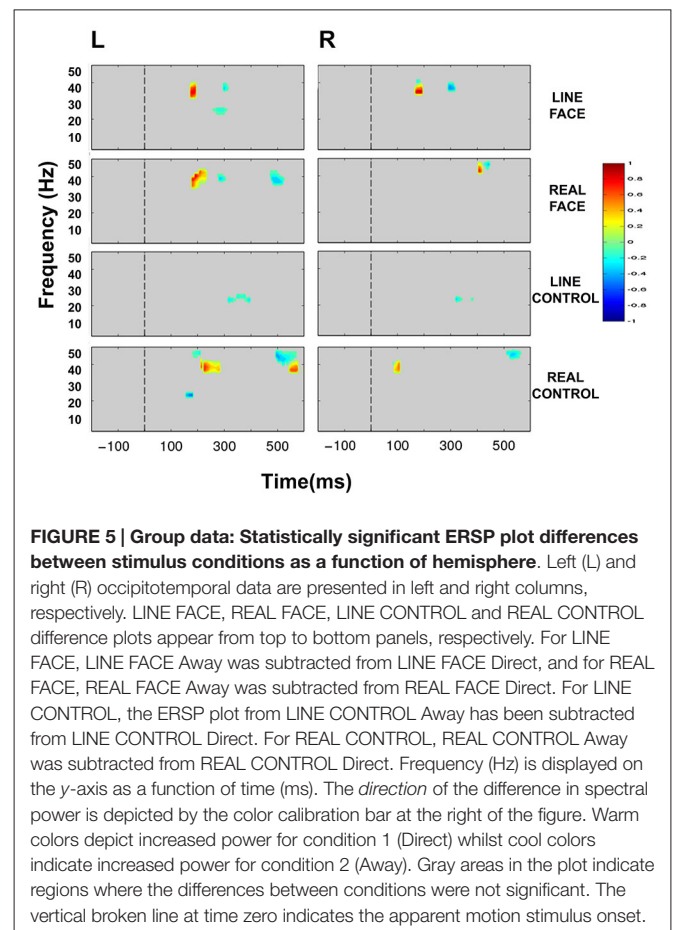 L R
50
40
30
20
10
LINE
FACE
50
40
30
20
10
REAL
FACE
1
0.8
0.6
0.4
0.2
0
-0.2
-0.4
-0.6
-0.8
-1
Frequency (Hz)
50
40
30
20
10
LINE
CONTROL
50
40
30
20
10
REAL
CONTROL
−100 100 300 500 −100 100 300 500
Time(ms)
FIGURE 5 | Group data: Statistically significant ERSP plot differences
between stimulus conditions as a function of hemisphere. Left (L) and
right (R) occipitotemporal data are presented in left and right columns,
respectively. LINE FACE, REAL FACE, LINE CONTROL and REAL CONTROL
difference plots appear from top to bottom panels, respectively. For LINE
FACE, LINE FACE Away was subtracted from LINE FACE Direct, and for REAL
FACE, REAL FACE Away was subtracted from REAL FACE Direct. For LINE
CONTROL, the ERSP plot from LINE CONTROL Away has been subtracted
from LINE CONTROL Direct. For REAL CONTROL, REAL CONTROL Away
was subtracted from REAL CONTROL Direct. Frequency (Hz) is displayed on
the y-axis as a function of time (ms). The direction of the difference in spectral
power is depicted by the color calibration bar at the right of the figure. Warm
colors depict increased power for condition 1 (Direct) whilst cool colors
indicate increased power for condition 2 (Away). Gray areas in the plot indicate
regions where the differences between conditions were not significant. The
vertical broken line at time zero indicates the apparent motion stimulus onset.